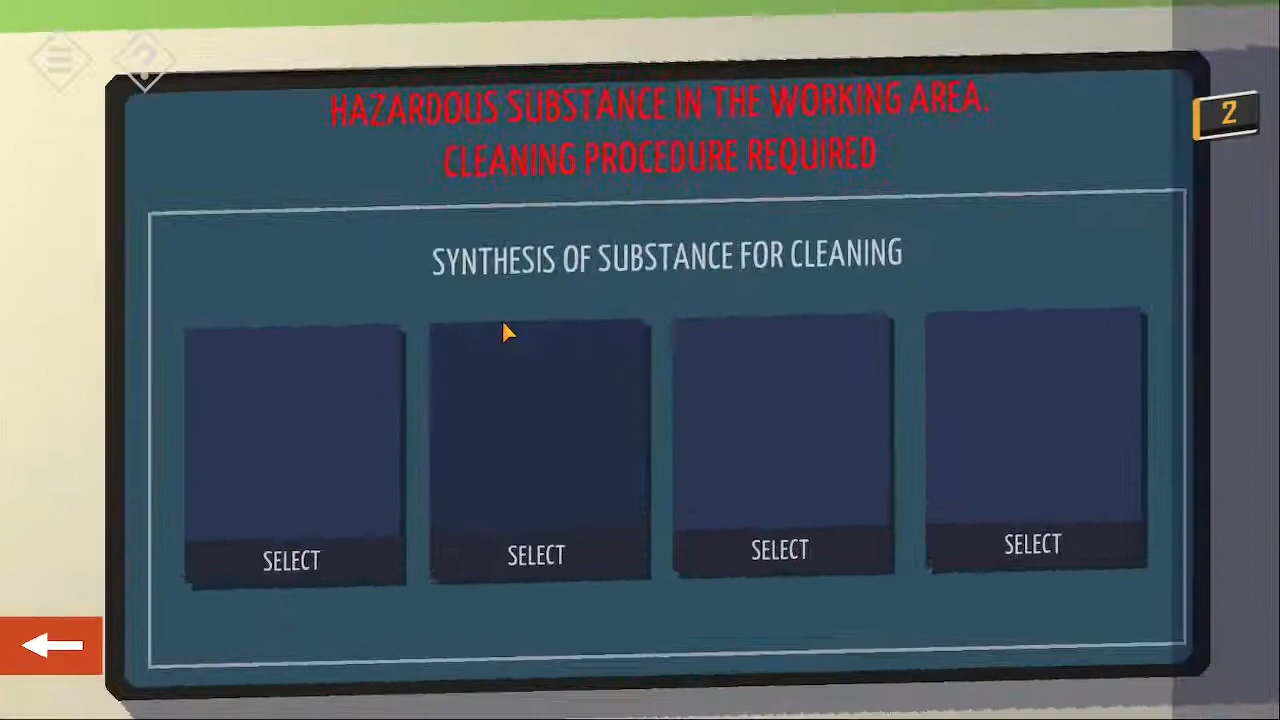 HAZARDOUS SUBSTANCE IN THE WORKING AREA.
CLEANING PROCEDURE REQUIRED
2
SYNTHESIS OF SUBSTANCE FOR CLEANING
SELECT
SELECT
SELECT
SELECT